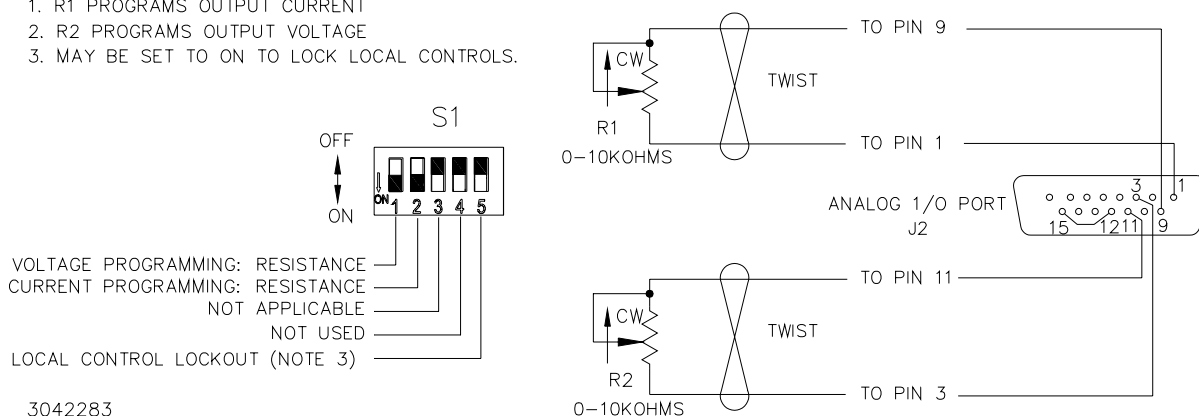 1. R1 PROGRAMS OUTPUT CURRENT
2. R2 PROGRAMS OUTPUT VOLTAGE
3. MAY BE SET TO ON TO LOCK LOCAL CONTROLS.
S1
OFF
ON
ON
1 2 3 4 5
VOLTAGE PROGRAMMING: RESISTANCE
CURRENT PROGRAMMING: RESISTANCE
NOT APPLICABLE
NOT USED
LOCAL CONTROL LOCKOUT (NOTE 3)
3042283
TO PIN 9
CW
TWIST
R1
0-10KOHMS
TO PIN 1
3 1
ANALOG 1/O PORT
J2
15 12 11 9
TO PIN 11
CW
TWIST
R2
0-10KOHMS
TO PIN 3